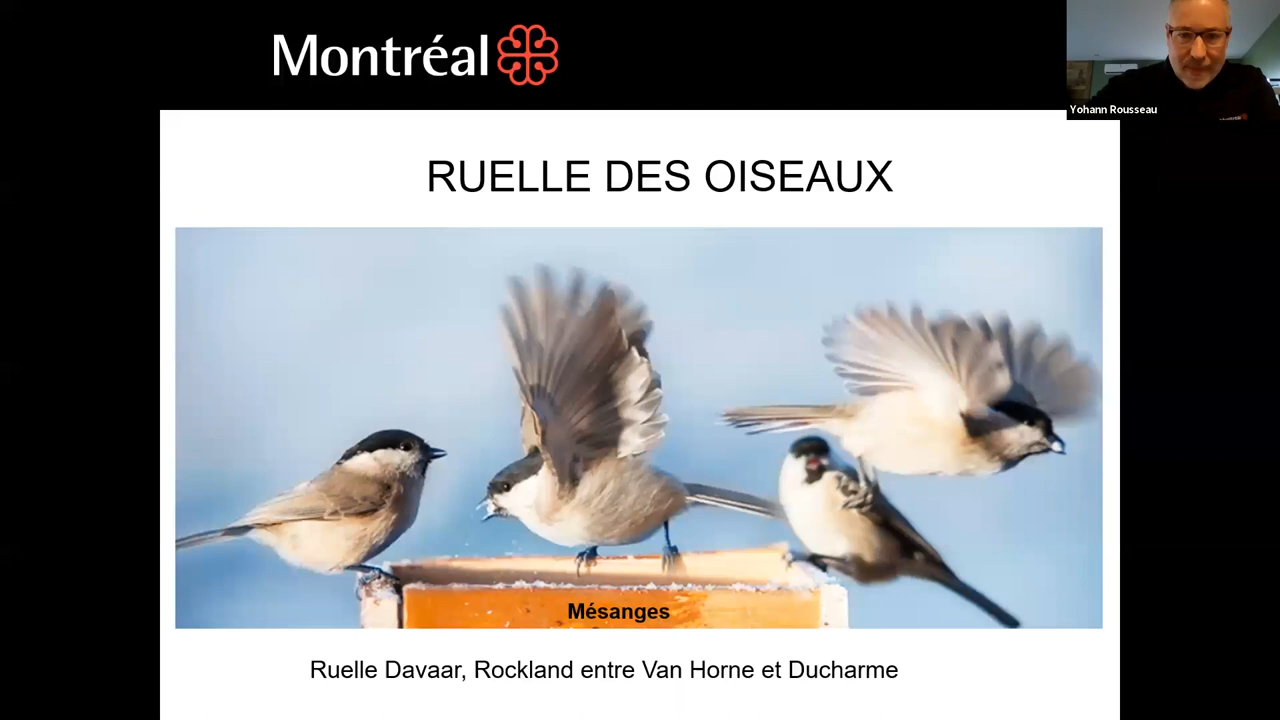 Montréal
Yohann Rousseau
RUELLE DES OISEAUX
Mésanges
Ruelle Davaar, Rockland entre Van Horne et Ducharme